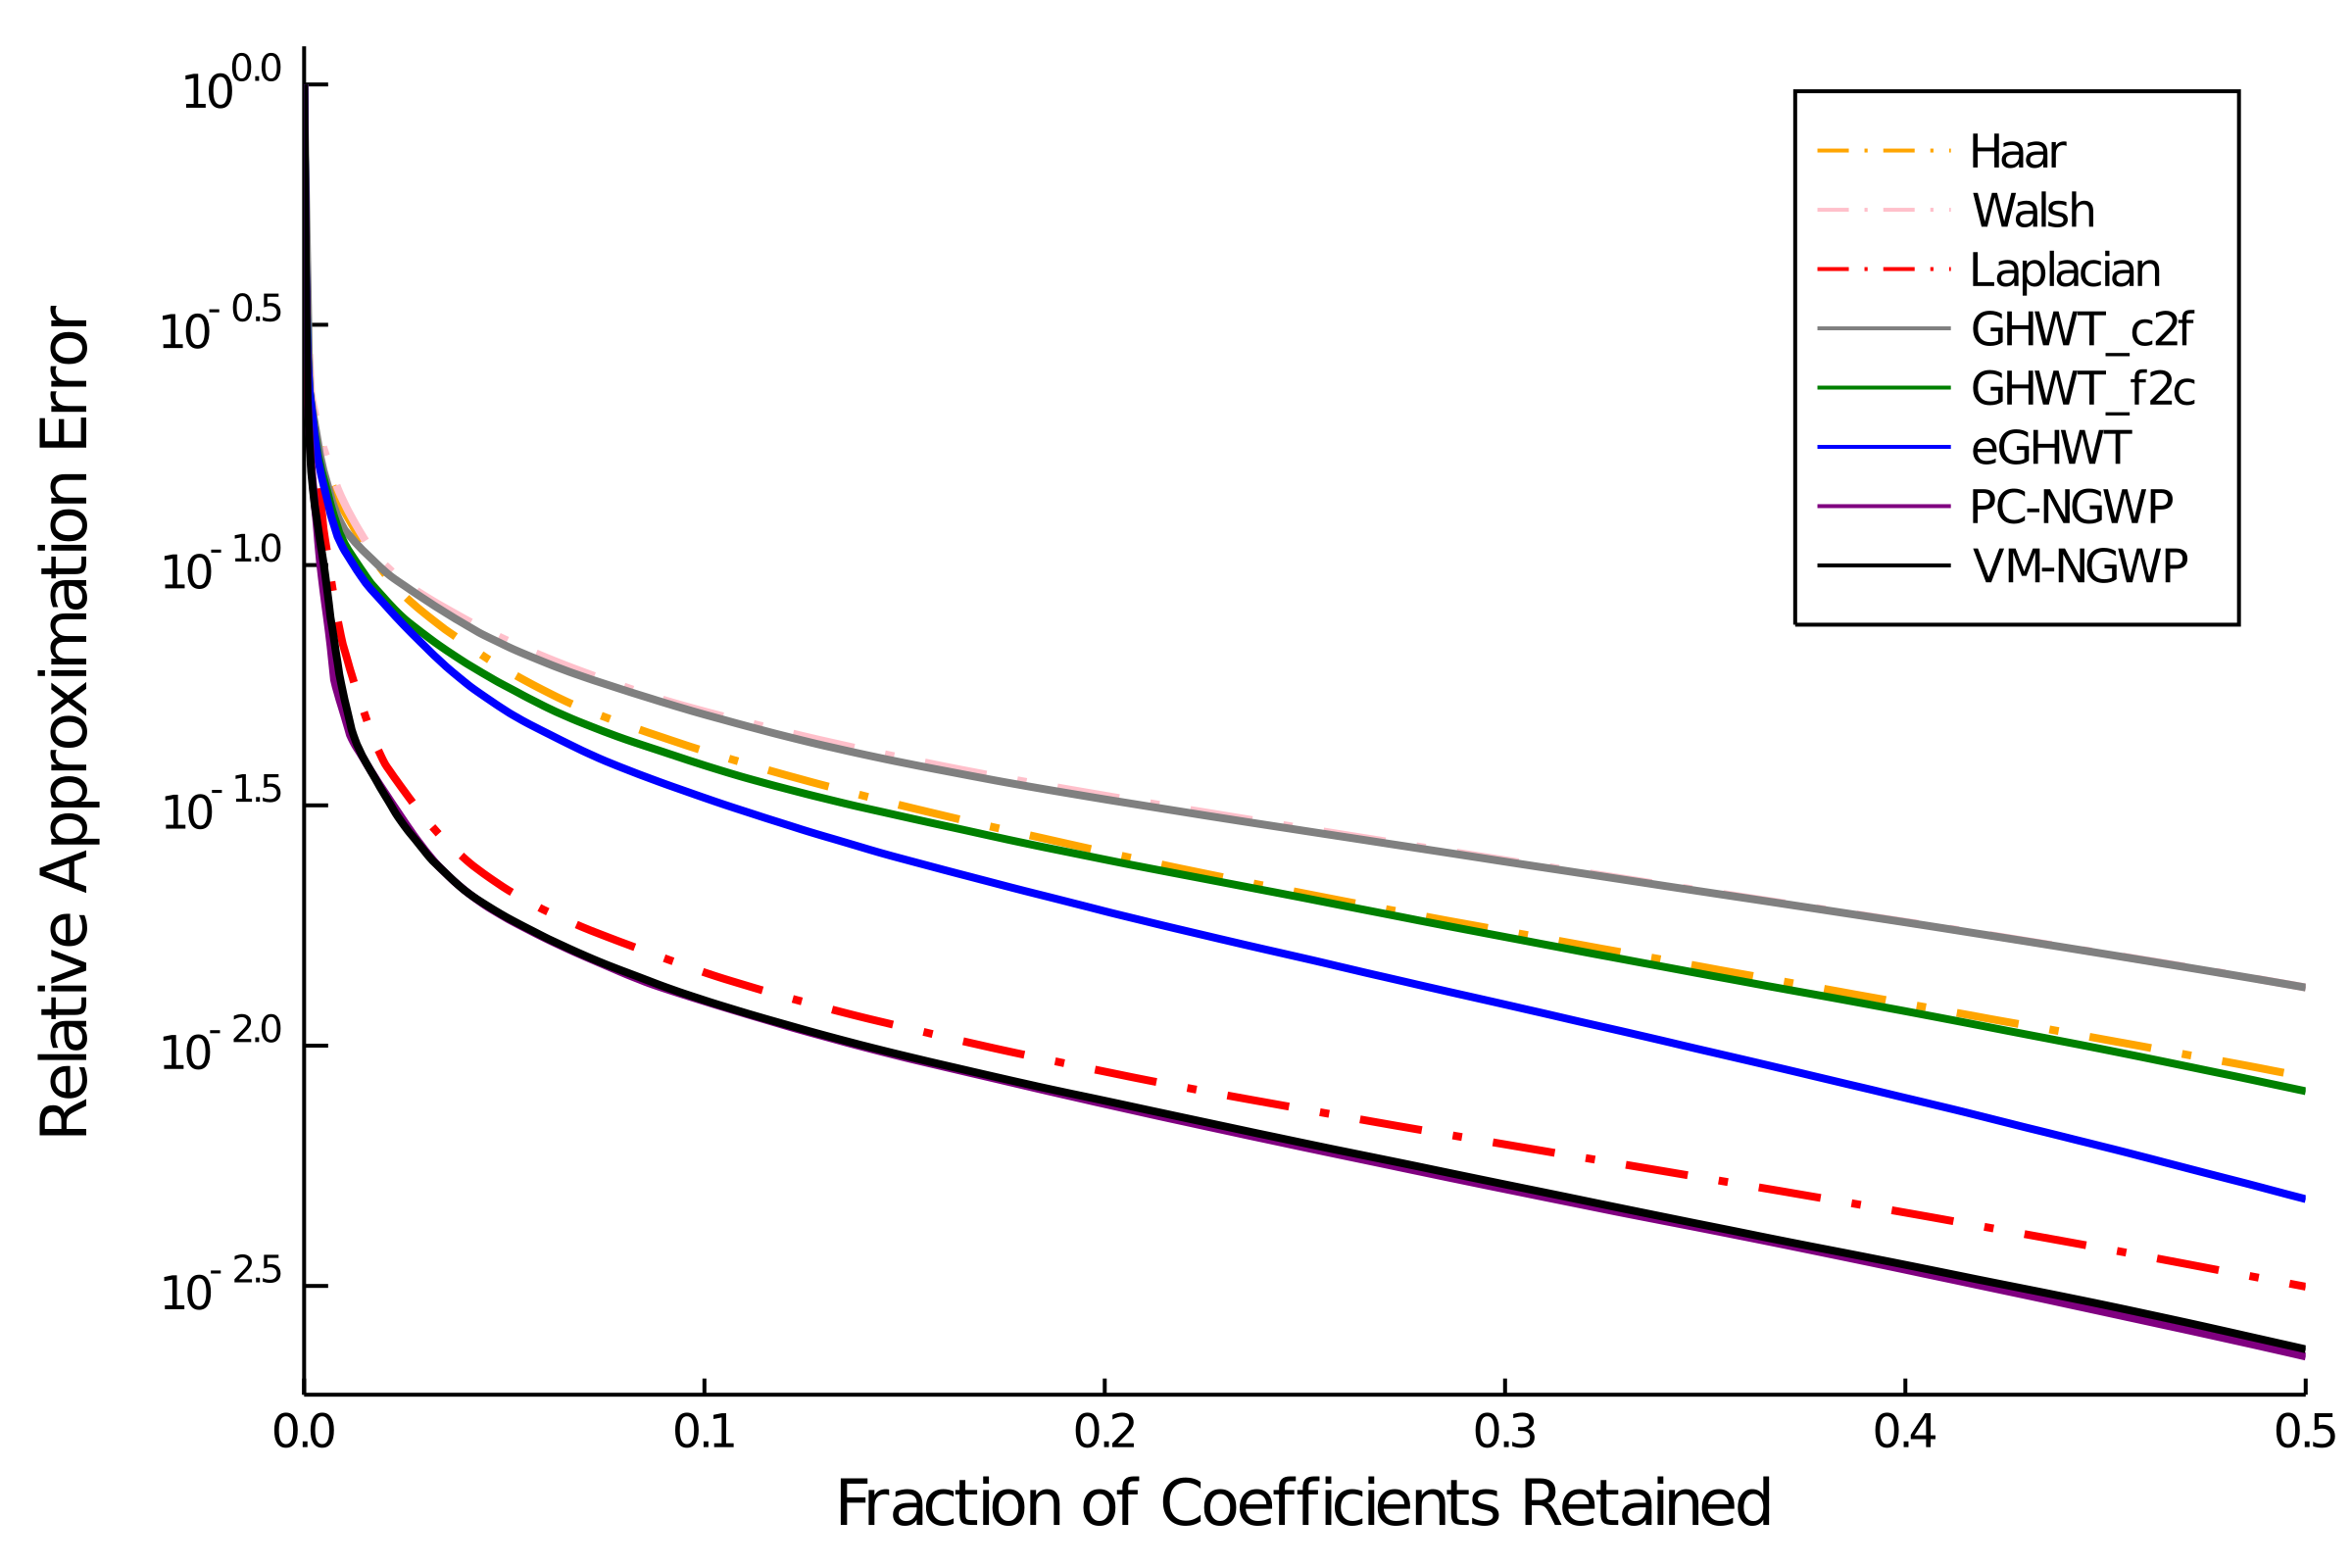 Relative Approximation Error
10^0.0
10^-0.5
10^-1.0
10^-1.5
10^-2.0
10^-2.5
Haar
Walsh
Laplacian
GHWT_c2f
GHWT_f2c
eGHWT
PC-NGWP
VM-NGWP
0.0 0.1 0.2 0.3 0.4 0.5
Fraction of Coefficients Retained